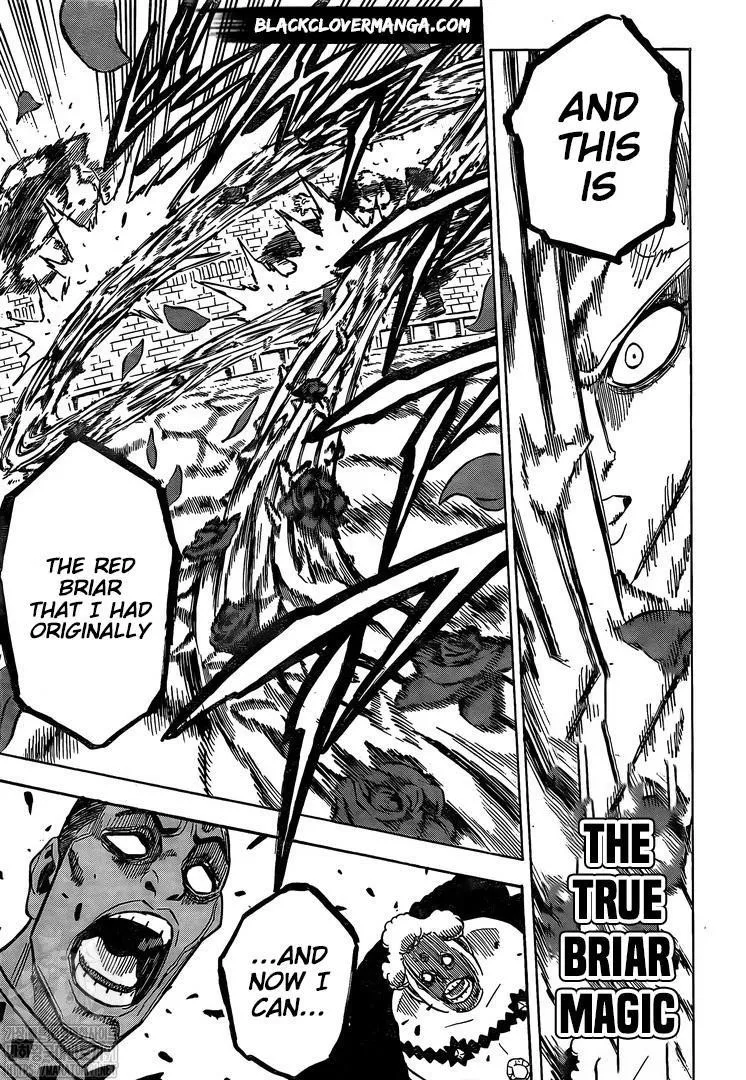 BLACKCLOVERMANGA.COM
AND
THIS
IS
THE
TRUE
BRIAR
MAGIC
THE RED
BRIAR
THAT I HAD
ORIGINALLY
...AND
NOW I
CAN...